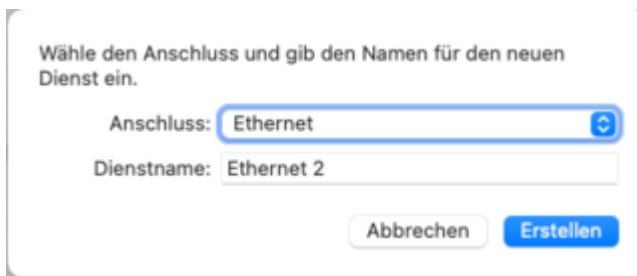 Wähle den Anschluss und gib den Namen für den neuen
Dienst ein.
Anschluss: Ethernet
Dienstname: Ethernet 2
Abbrechen Erstellen